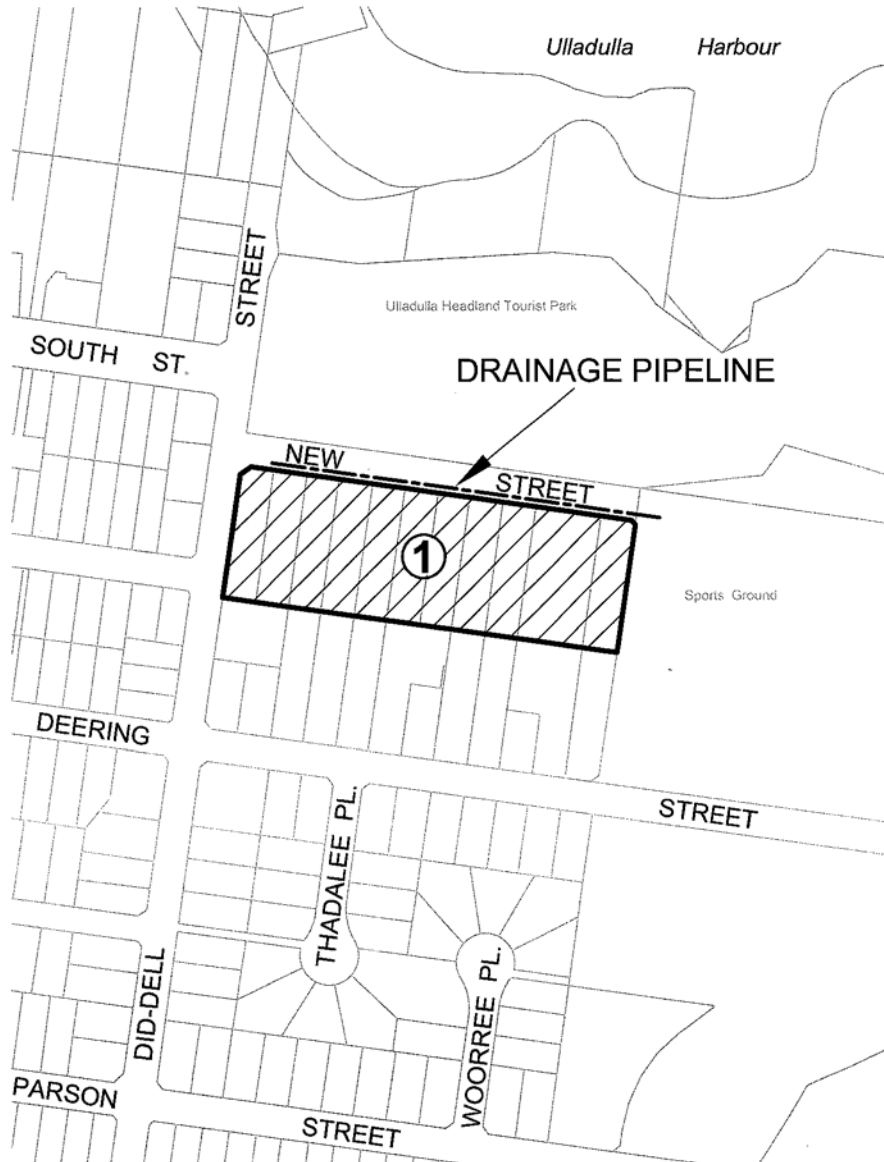 Ulladulla Harbour
STREET
Ulladulla Headland Tourist Park
SOUTH ST.
DRAINAGE PIPELINE
NEW STREET
1
Sports Ground
DEERING STREET
THADALEE PL.
WOORREE PL.
DID-DELL
PARSON STREET